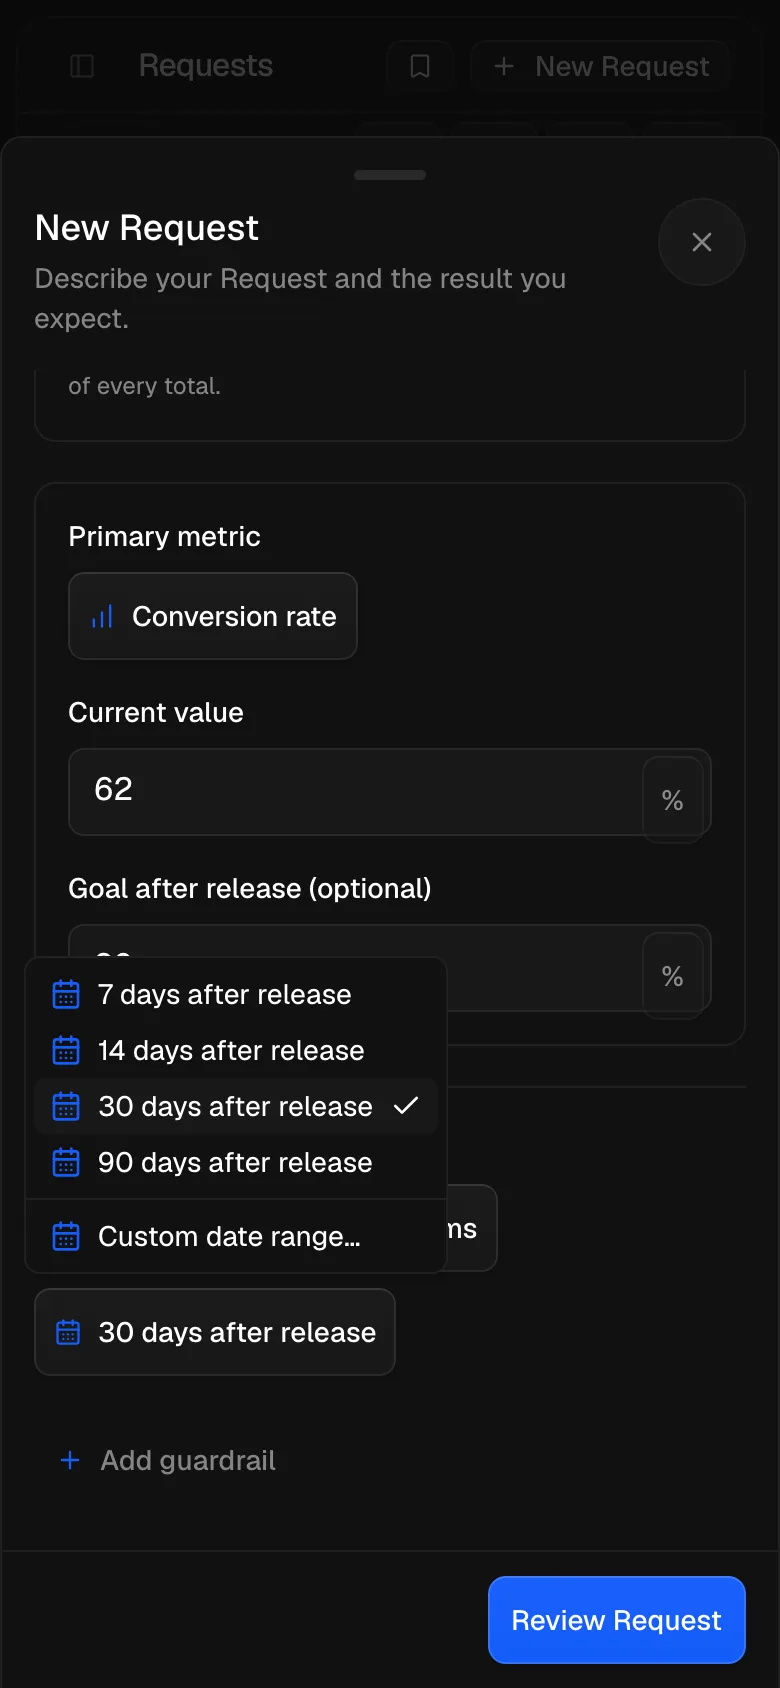 Requests
New Request
New Request
Describe your Request and the result you
expect.
of every total.
Primary metric
Conversion rate
Current value
62
%
Goal after release (optional)
%
7 days after release
14 days after release
30 days after release
90 days after release
Custom date range...
30 days after release
Add guardrail
Review Request